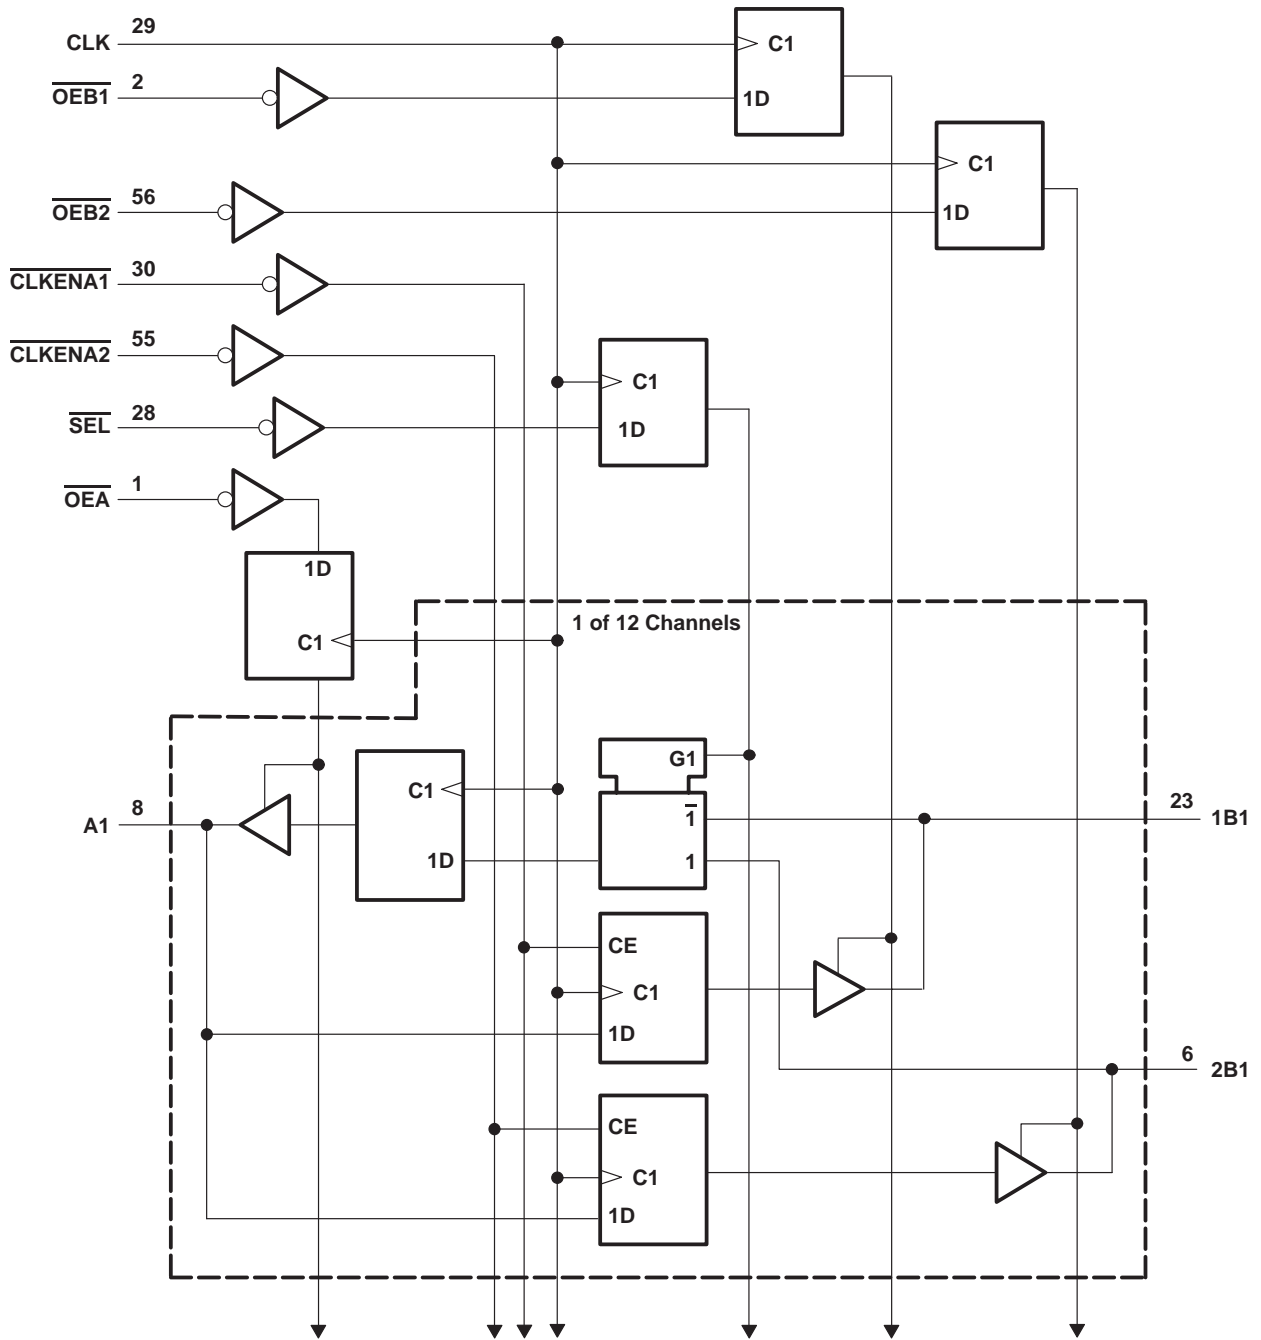 CLK 29 C1
OEB1 2 1D
C1
OEB2 56 1D
CLKENA1 30
CLKENA2 55
C1
SEL 28 1D
OEA 1
1D
1 of 12 Channels
C1
G1
C1
A1 8 1̅ 23 1B1
1D 1
CE
C1
1D
6 2B1
CE
C1
1D